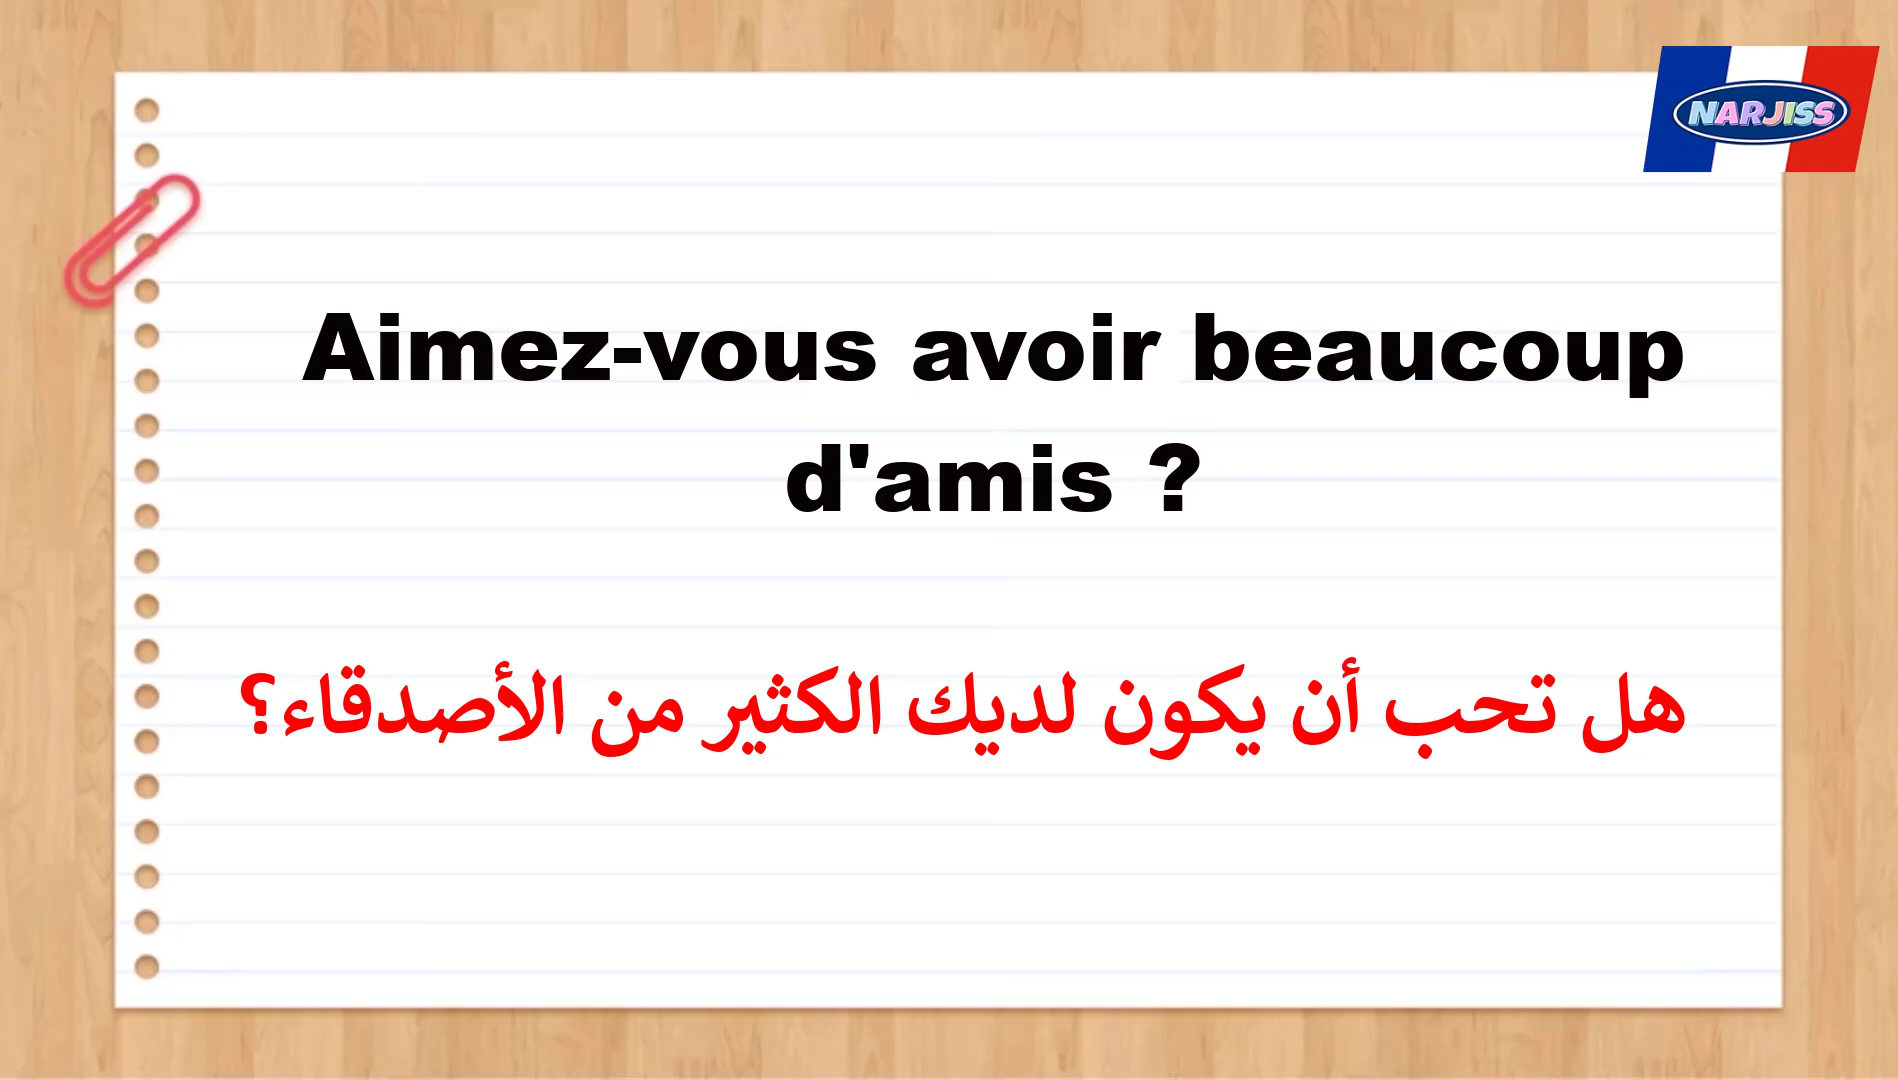 NARJISS
Aimez-vous avoir beaucoup
d'amis ?
هل تحب أن يكون لديك الكثير من الأصدقاء؟